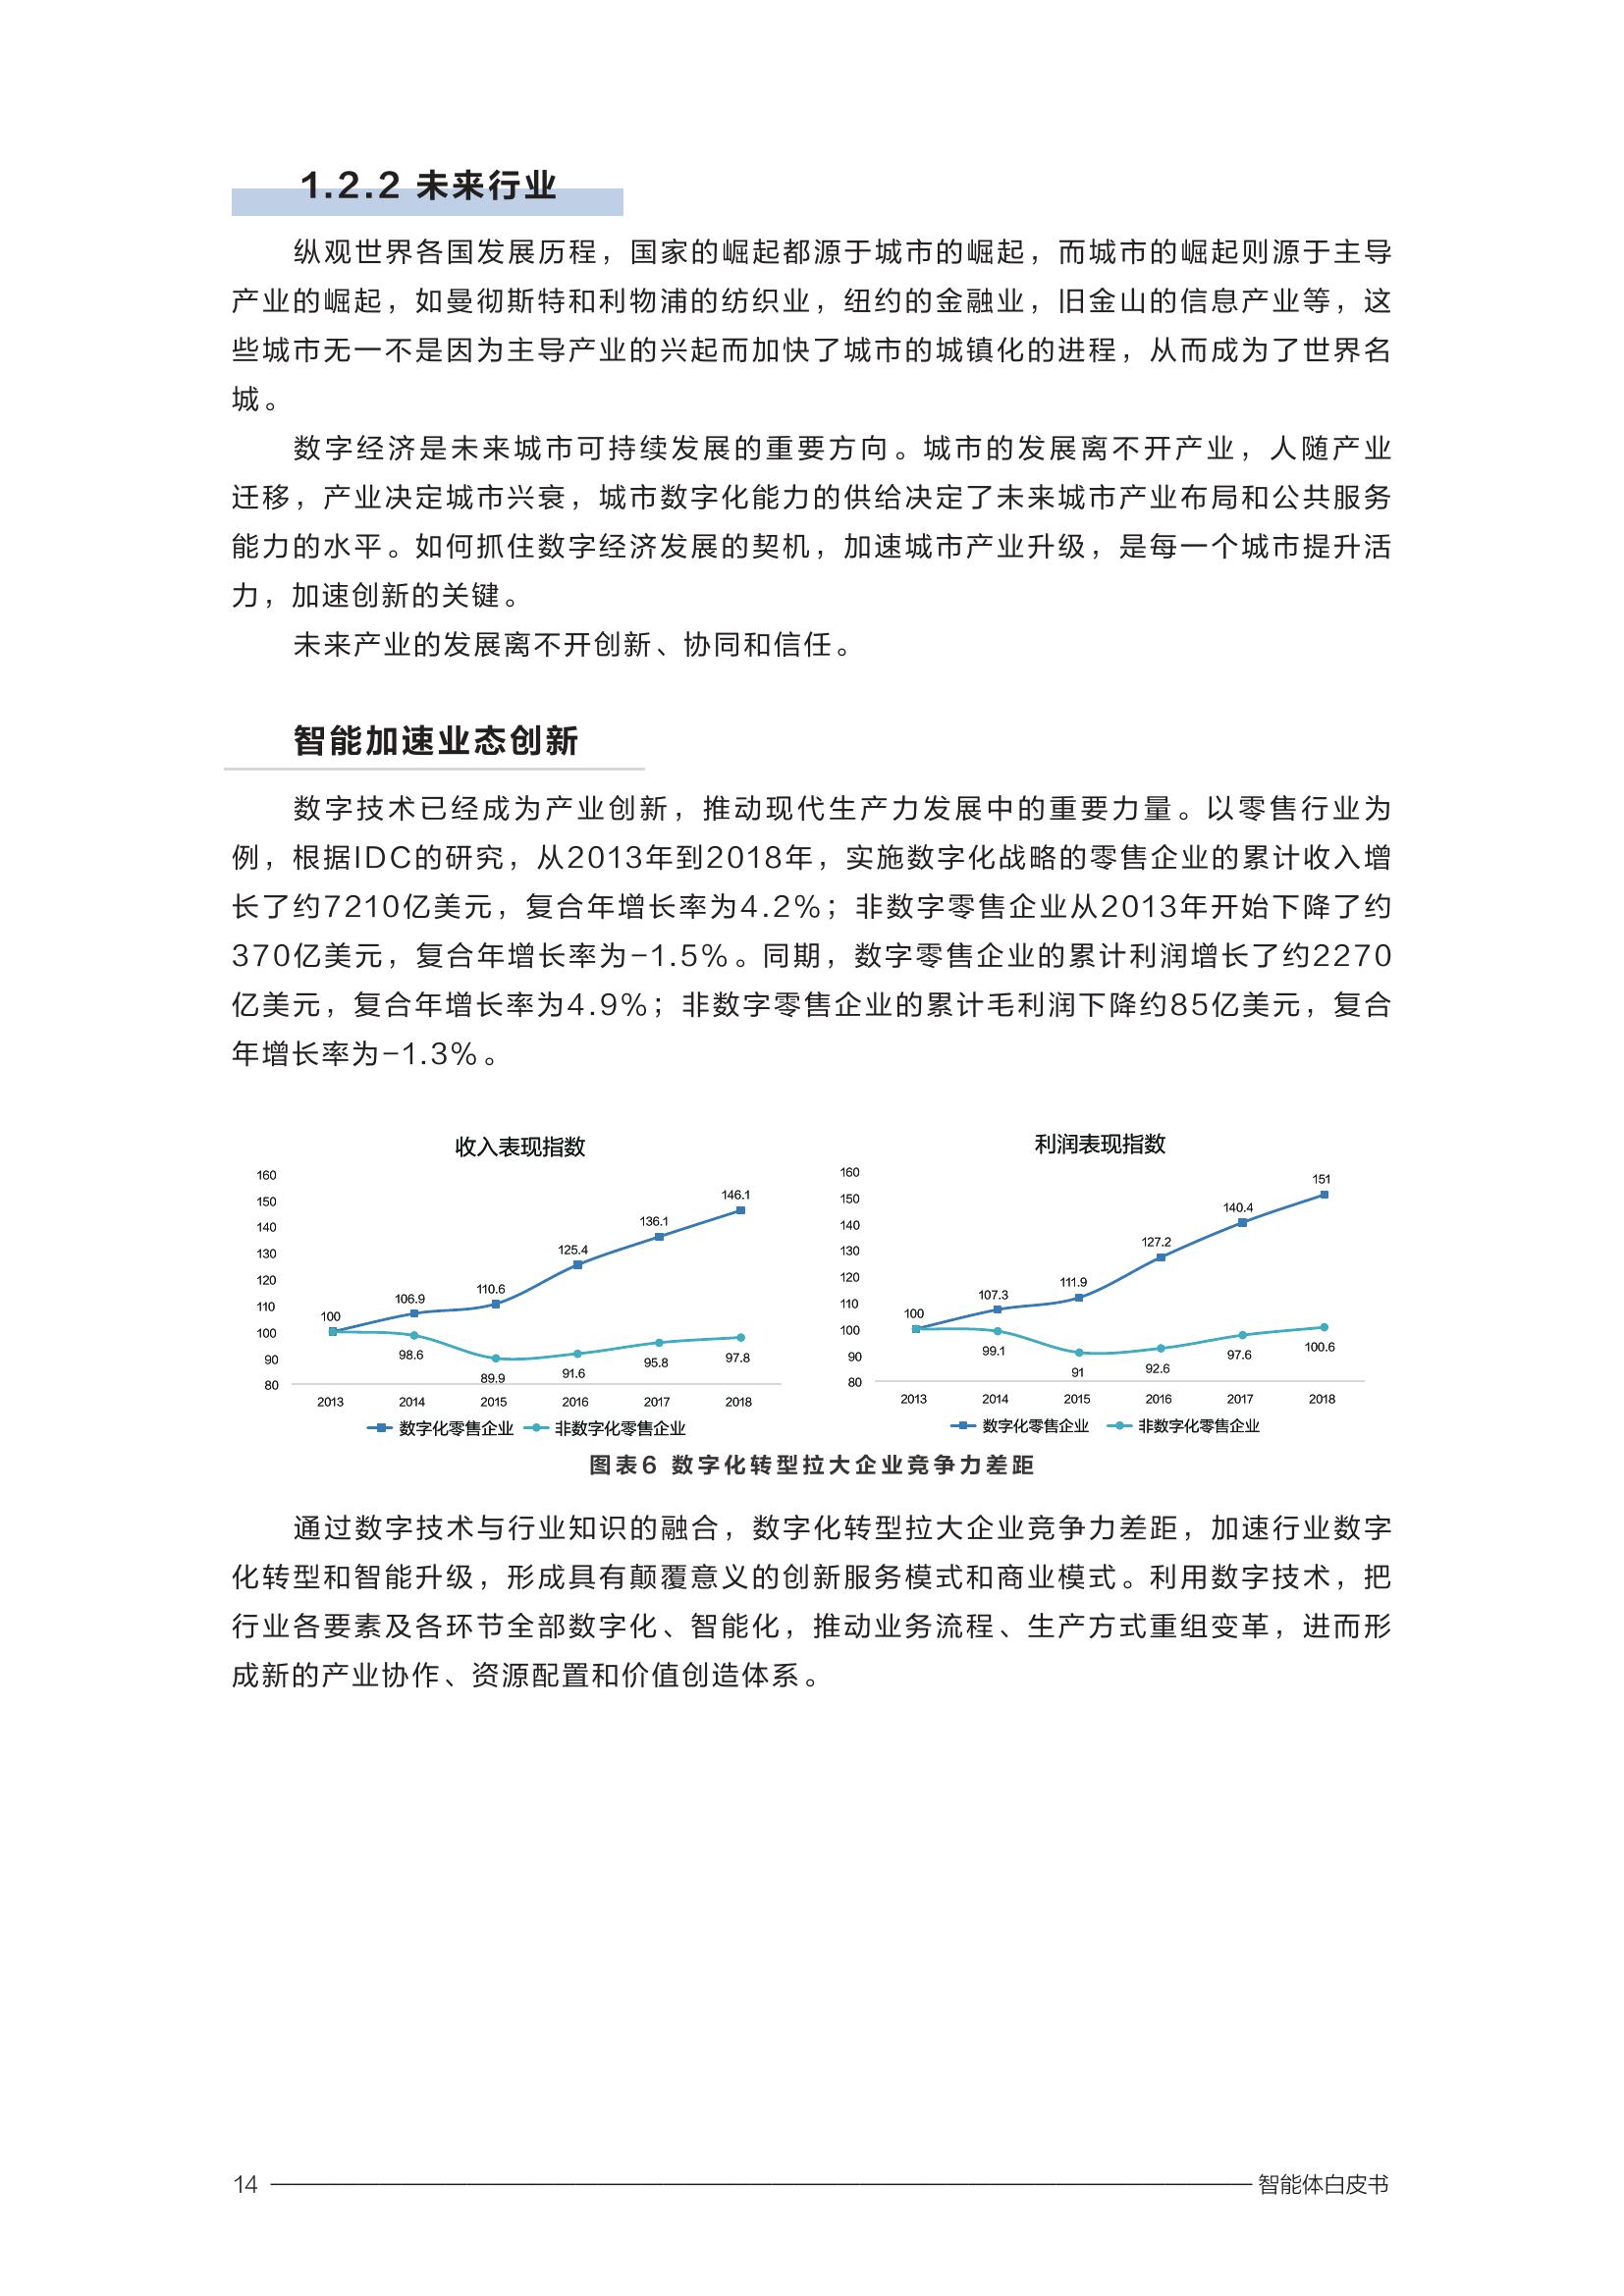 1.2.2 未来行业
纵观世界各国发展历程，国家的崛起都源于城市的崛起，而城市的崛起则源于主导
产业的崛起，如曼彻斯特和利物浦的纺织业，纽约的金融业，旧金山的信息产业等，这
些城市无一不是因为主导产业的兴起而加快了城市的城镇化的进程，从而成为了世界名
城。
数字经济是未来城市可持续发展的重要方向。城市的发展离不开产业，人随产业
迁移，产业决定城市兴衰，城市数字化能力的供给决定了未来城市产业布局和公共服务
能力的水平。如何抓住数字经济发展的契机，加速城市产业升级，是每一个城市提升活
力，加速创新的关键。
未来产业的发展离不开创新、协同和信任。
智能加速业态创新
数字技术已经成为产业创新，推动现代生产力发展中的重要力量。以零售行业为
例，根据IDC的研究，从2013年到2018年，实施数字化战略的零售企业的累计收入增
长了约7210亿美元，复合年增长率为4.2%；非数字零售企业从2013年开始下降了约
370亿美元，复合年增长率为-1.5%。同期，数字零售企业的累计利润增长了约2270
亿美元，复合年增长率为4.9%；非数字零售企业的累计毛利润下降约85亿美元，复合
年增长率为-1.3%。
收入表现指数
160
150
140
130
120
110
100
90
80
100
106.9
110.6
125.4
136.1
146.1
98.6
89.9
91.6
95.8
97.8
2013 2014 2015 2016 2017 2018
数字化零售企业 非数字化零售企业
利润表现指数
160
150
140
130
120
110
100
90
80
100
107.3
111.9
127.2
140.4
151
99.1
91
92.6
97.6
100.6
2013 2014 2015 2016 2017 2018
数字化零售企业 非数字化零售企业
图表6 数字化转型拉大企业竞争力差距
通过数字技术与行业知识的融合，数字化转型拉大企业竞争力差距，加速行业数字
化转型和智能升级，形成具有颠覆意义的创新服务模式和商业模式。利用数字技术，把
行业各要素及各环节全部数字化、智能化，推动业务流程、生产方式重组变革，进而形
成新的产业协作、资源配置和价值创造体系。
14 智能体白皮书